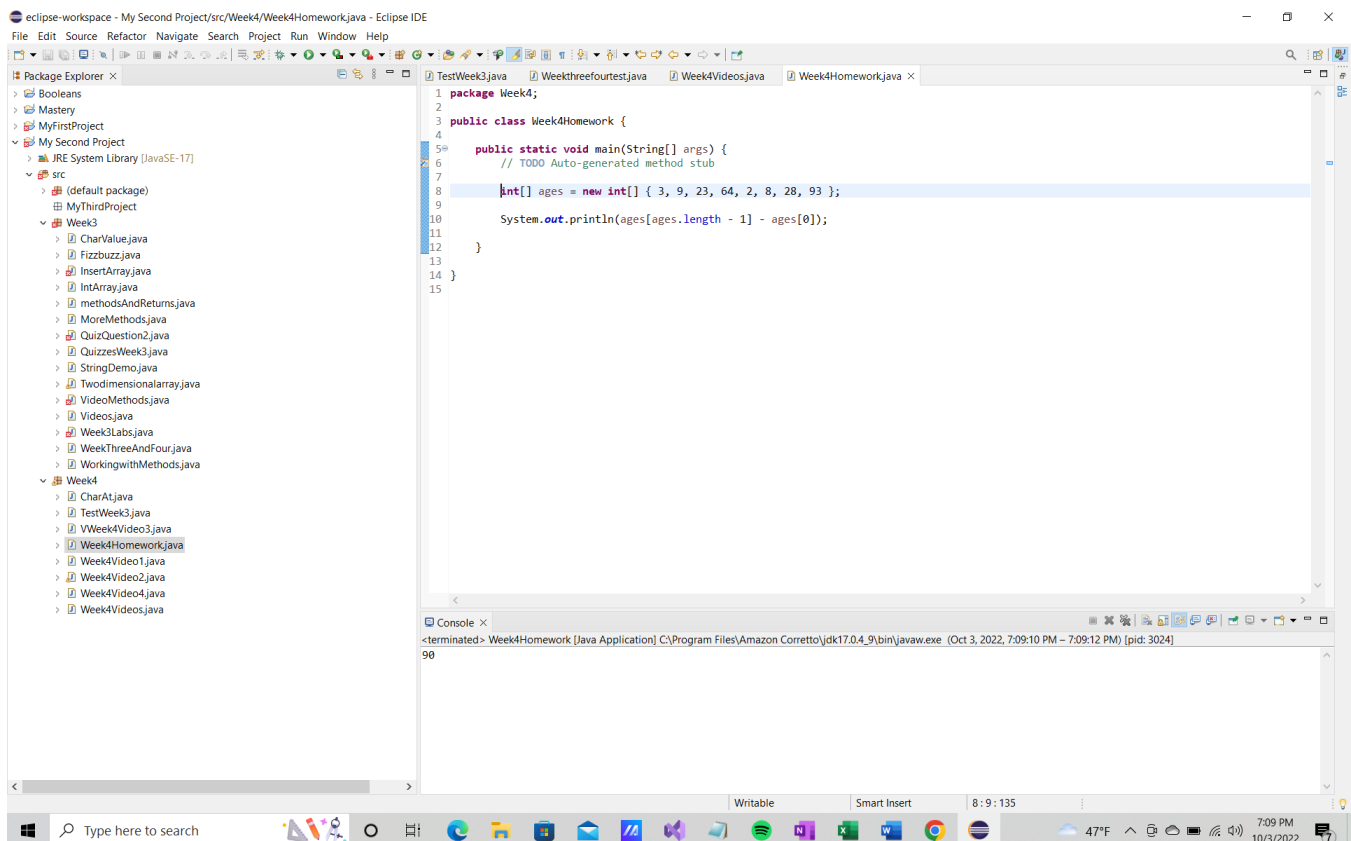 eclipse-workspace - My Second Project/src/Week4/Week4Homework.java - Eclipse IDE
File Edit Source Refactor Navigate Search Project Run Window Help
Package Explorer
Booleans
Mastery
MyFirstProject
My Second Project
JRE System Library [JavaSE-17]
src
(default package)
MyThirdProject
Week3
CharValue.java
Fizzbuzz.java
InsertArray.java
IntArray.java
methodsAndReturns.java
MoreMethods.java
QuizQuestion2.java
QuizzesWeek3.java
StringDemo.java
Twodimensionalarray.java
VideoMethods.java
Videos.java
Week3Labs.java
WeekThreeAndFour.java
WorkingwithMethods.java
Week4
CharAt.java
TestWeek3.java
VWeek4Video3.java
Week4Homework.java
Week4Video1.java
Week4Video2.java
Week4Video4.java
Week4Videos.java
TestWeek3.java Weekthreefourtest.java Week4Videos.java Week4Homework.java
1 package Week4;
2
3 public class Week4Homework {
4
5 public static void main(String[] args) {
6 // TODO Auto-generated method stub
7
8 int[] ages = new int[] { 3, 9, 23, 64, 2, 8, 28, 93 };
9
10 System.out.println(ages[ages.length - 1] - ages[0]);
11
12 }
13
14 }
15
Console
<terminated> Week4Homework [Java Application] C:\Program Files\Amazon Corretto\jdk17.0.4_9\bin\javaw.exe (Oct 3, 2022, 7:09:10 PM – 7:09:12 PM) [pid: 3024]
90
Writable Smart Insert 8 : 9 : 135
Type here to search
47°F
7:09 PM
10/3/2022
7